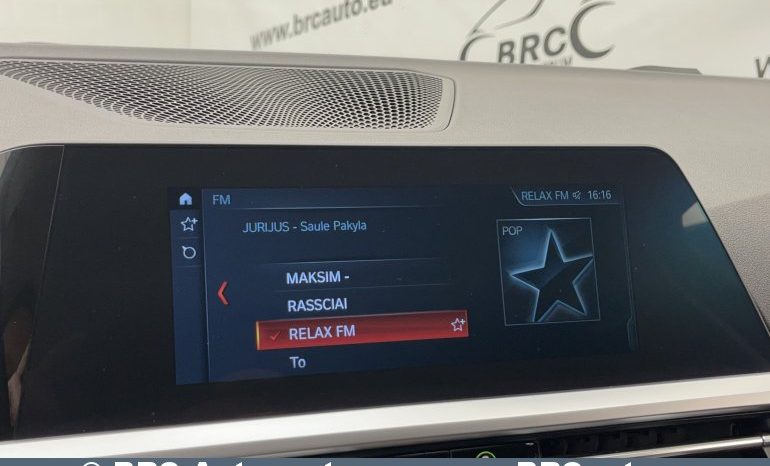 www.brcauto.eu
BRC
FM
RELAX FM 16:16
JURIJUS - Saule Pakyla
POP
MAKSIM -
RASSCIAI
RELAX FM
To